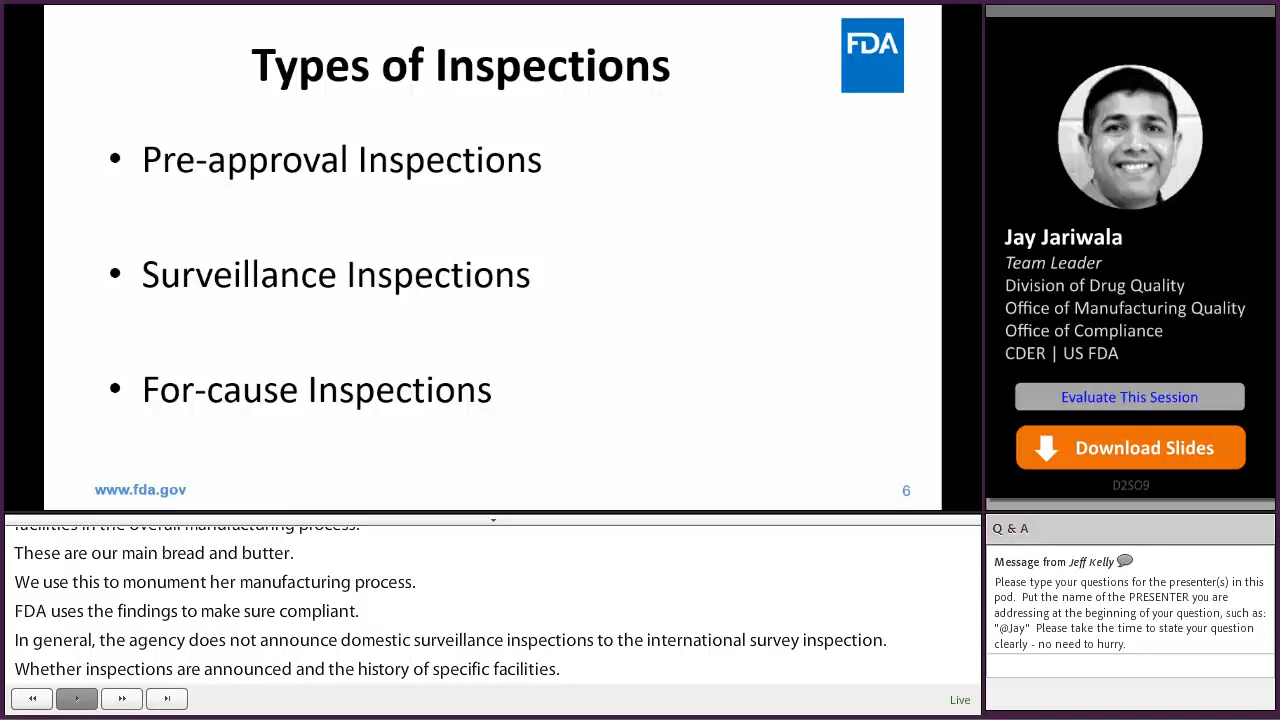 Types of Inspections
FDA
• Pre-approval Inspections
• Surveillance Inspections
• For-cause Inspections
www.fda.gov
6
Jay Jariwala
Team Leader
Division of Drug Quality
Office of Manufacturing Quality
Office of Compliance
CDER | US FDA
Evaluate This Session
Download Slides
D2S09
facilities in the overall manufacturing process.
These are our main bread and butter.
We use this to monument her manufacturing process.
FDA uses the findings to make sure compliant.
In general, the agency does not announce domestic surveillance inspections to the international survey inspection.
Whether inspections are announced and the history of specific facilities.
Live
Q & A
Message from Jeff Kelly
Please type your questions for the presenter(s) in this
pod. Put the name of the PRESENTER you are
addressing at the beginning of your question, such as:
"@Jay" Please take the time to state your question
clearly - no need to hurry.